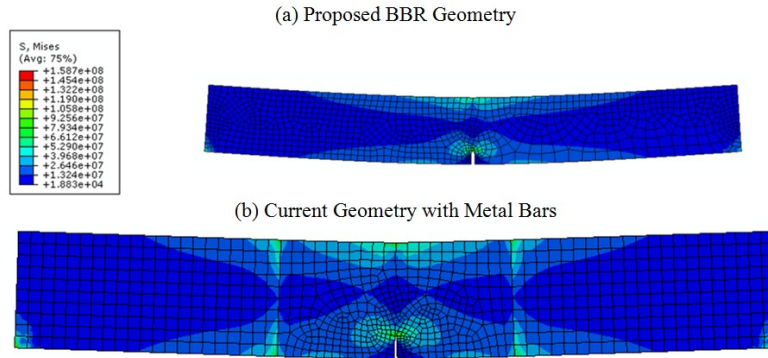 (a) Proposed BBR Geometry
S, Mises
(Avg: 75%)
+1.587e+08
+1.454e+08
+1.322e+08
+1.190e+08
+1.058e+08
+9.256e+07
+7.934e+07
+6.612e+07
+5.290e+07
+3.968e+07
+2.646e+07
+1.324e+07
+1.883e+04
(b) Current Geometry with Metal Bars